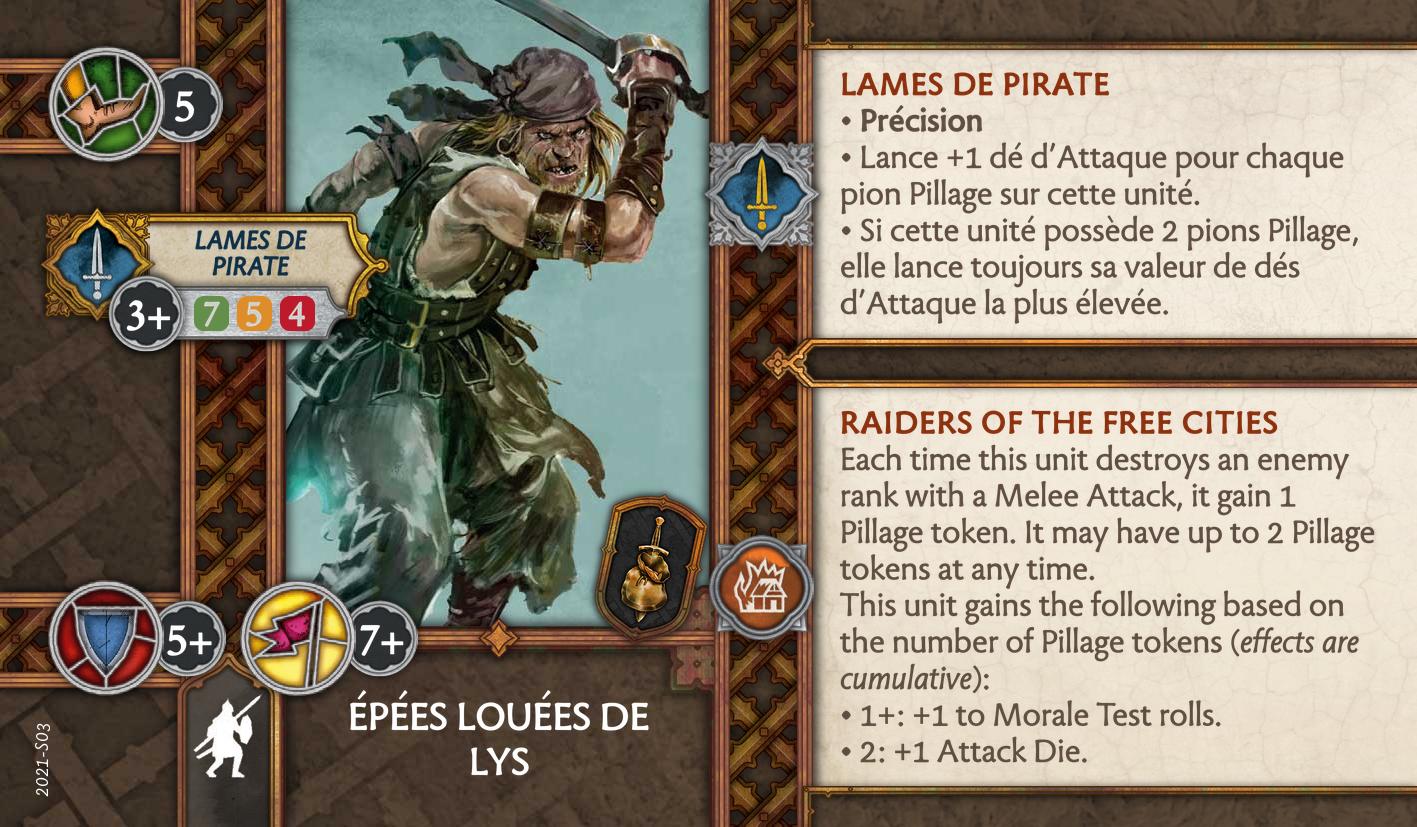 5
LAMES DE
PIRATE
3+ 7 5 4
5+ 7+
ÉPÉES LOUÉES DE
LYS
2021-S03
LAMES DE PIRATE
• Précision
• Lance +1 dé d'Attaque pour chaque
pion Pillage sur cette unité.
• Si cette unité possède 2 pions Pillage,
elle lance toujours sa valeur de dés
d'Attaque la plus élevée.
RAIDERS OF THE FREE CITIES
Each time this unit destroys an enemy
rank with a Melee Attack, it gain 1
Pillage token. It may have up to 2 Pillage
tokens at any time.
This unit gains the following based on
the number of Pillage tokens (effects are
cumulative):
• 1+: +1 to Morale Test rolls.
• 2: +1 Attack Die.